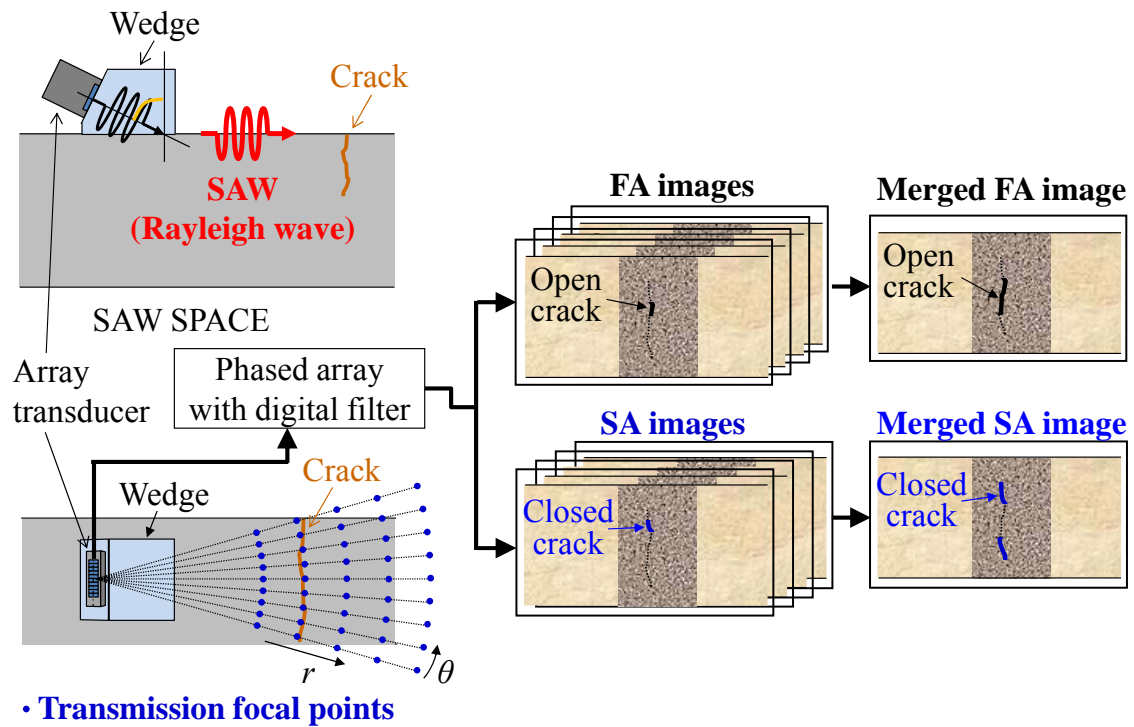 Wedge
Crack
SAW
(Rayleigh wave)
SAW SPACE
Array
transducer
Phased array
with digital filter
Wedge
Crack
r
θ
• Transmission focal points
FA images
Open
crack
Merged FA image
Open
crack
SA images
Closed
crack
Merged SA image
Closed
crack